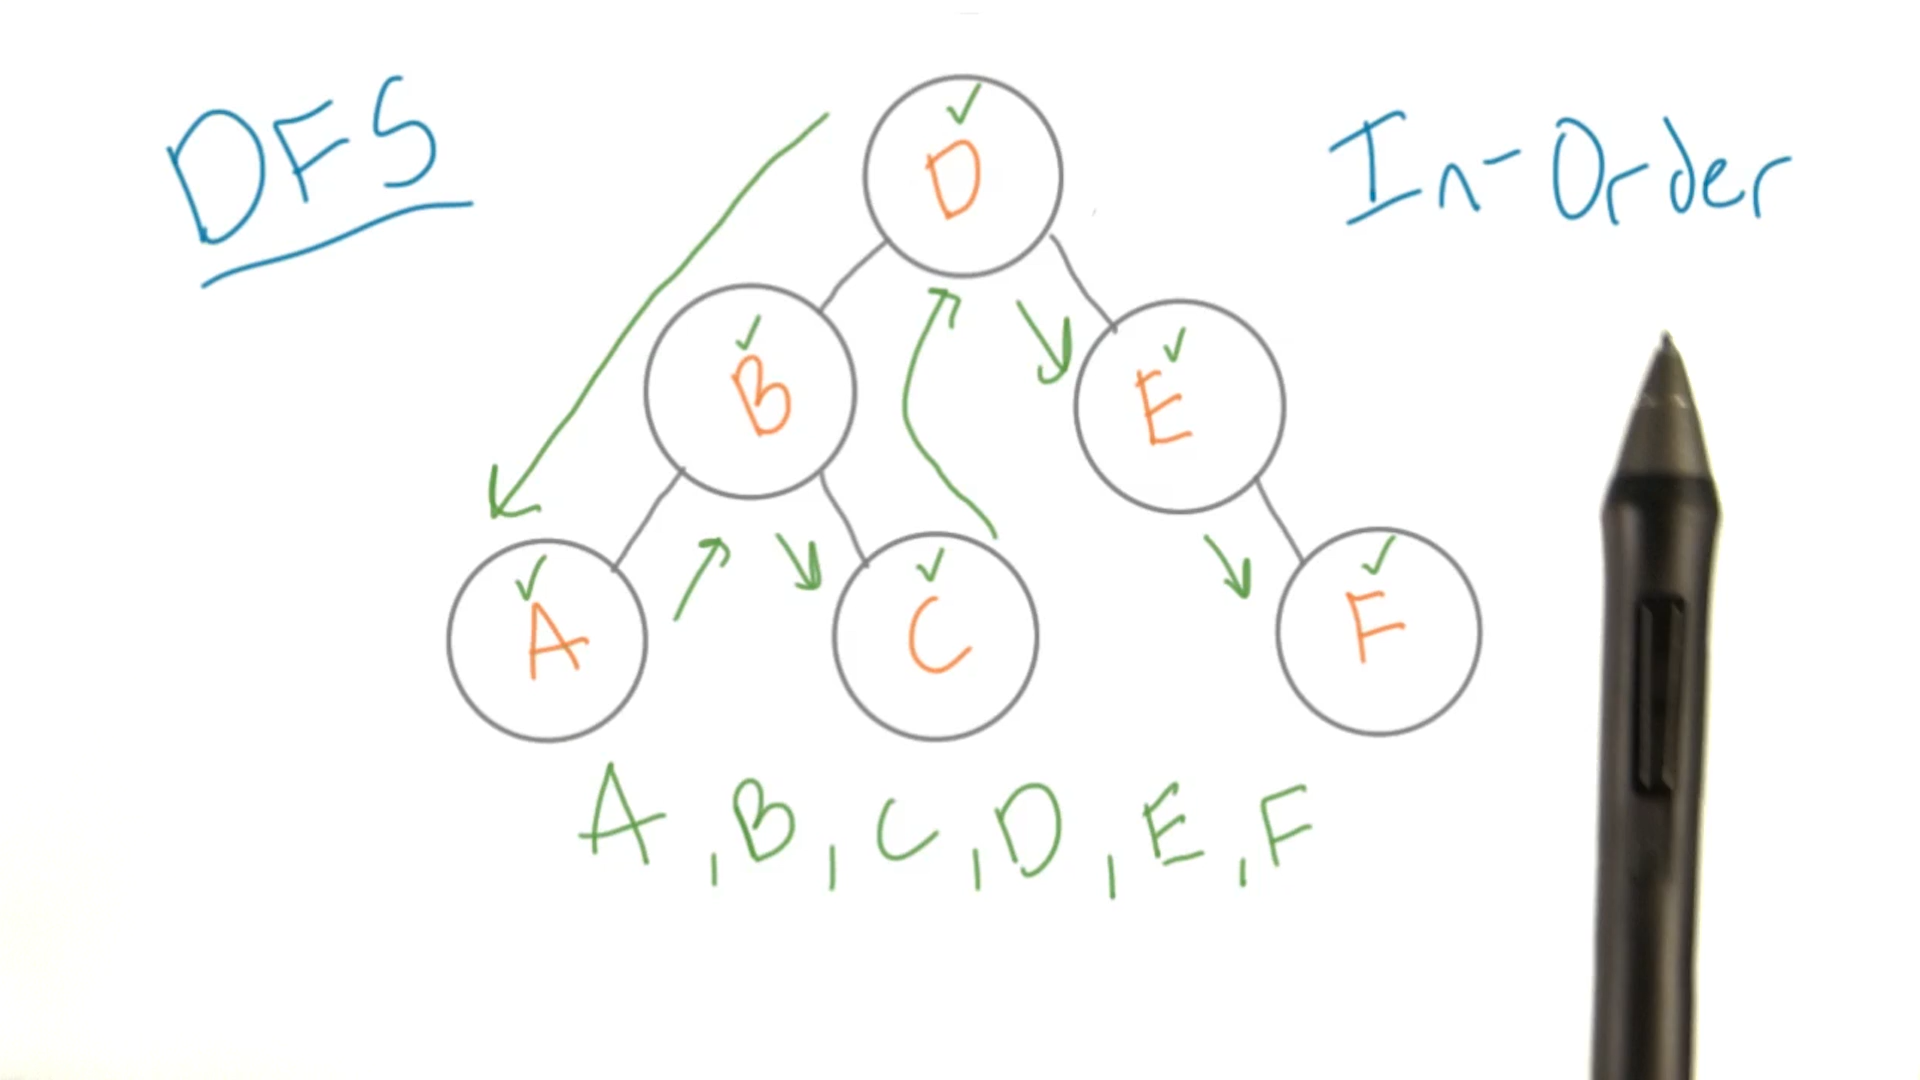 DFS
In-Order
D
B
E
A
C
F
A, B, C, D, E, F